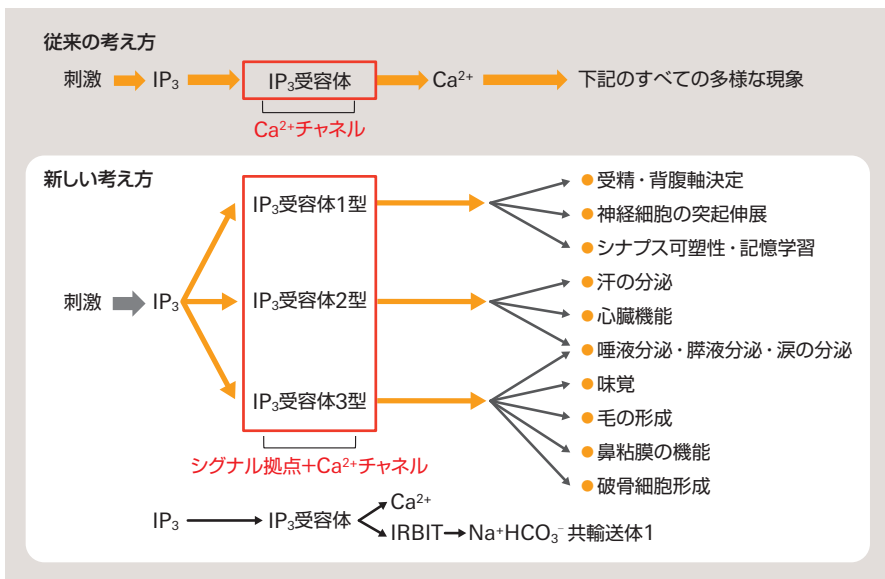 従来の考え方
刺激 IP₃ IP₃受容体 Ca²⁺ 下記のすべての多様な現象
Ca²⁺チャネル
新しい考え方
刺激 IP₃
IP₃受容体1型
IP₃受容体2型
IP₃受容体3型
シグナル拠点+Ca²⁺チャネル
●受精・背腹軸決定
●神経細胞の突起伸展
●シナプス可塑性・記憶学習
●汗の分泌
●心臓機能
●唾液分泌・膵液分泌・涙の分泌
●味覚
●毛の形成
●鼻粘膜の機能
●破骨細胞形成
IP₃ IP₃受容体
Ca²⁺
IRBIT Na⁺HCO₃⁻共輸送体1